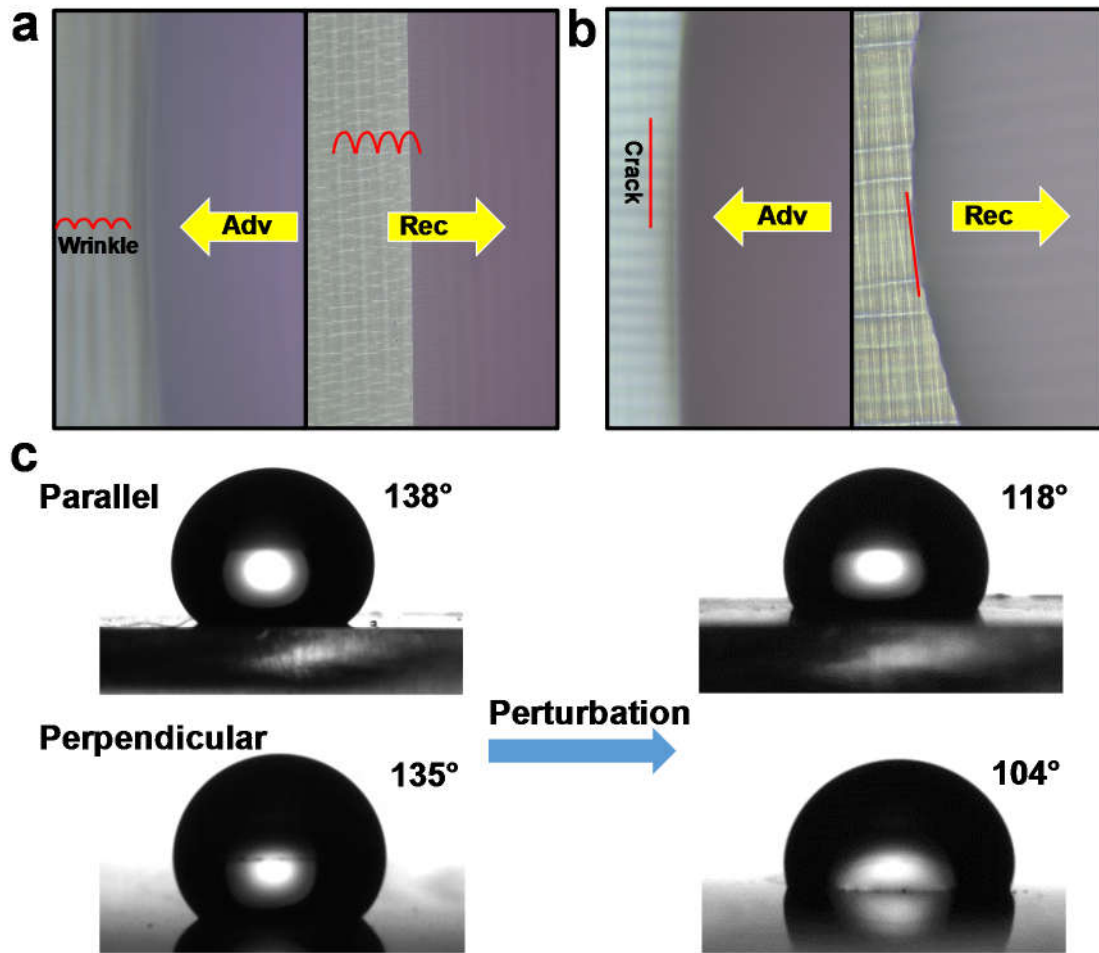 a
b
Adv
Rec
Wrinkle
Crack
Adv
Rec
c
Parallel
138°
118°
Perpendicular
Perturbation
135°
104°